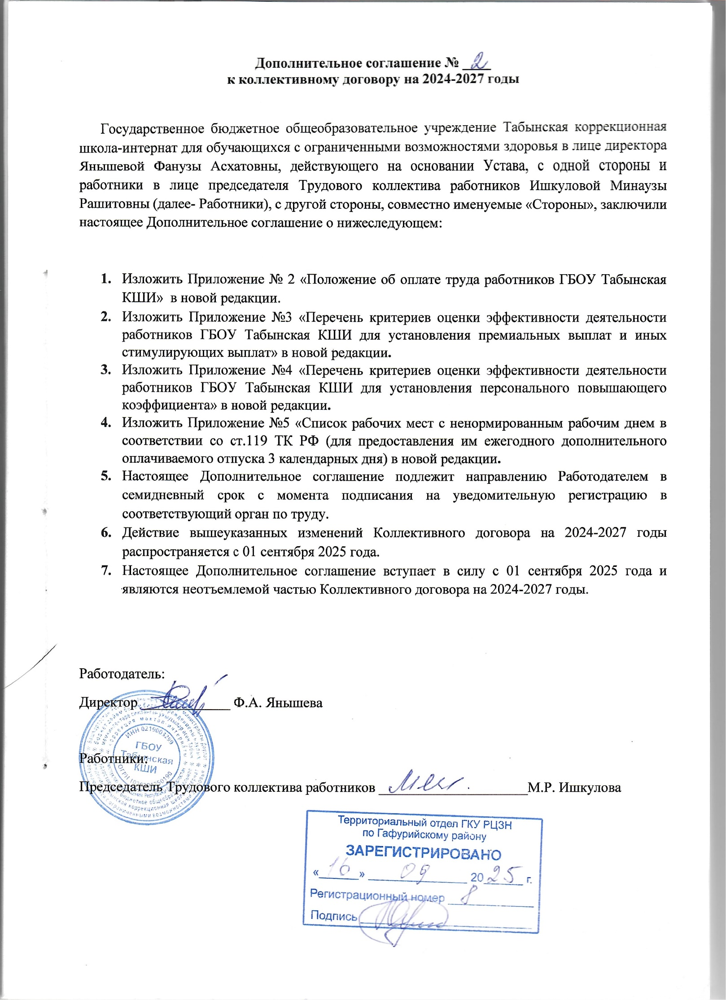 Дополнительное соглашение № 2
к коллективному договору на 2024-2027 годы
Государственное бюджетное общеобразовательное учреждение Табынская коррекционная
школа-интернат для обучающихся с ограниченными возможностями здоровья в лице директора
Янышевой Фанузы Асхатовны, действующего на основании Устава, с одной стороны и
работники в лице председателя Трудового коллектива работников Ишкуловой Минаузы
Рашитовны (далее- Работники), с другой стороны, совместно именуемые «Стороны», заключили
настоящее Дополнительное соглашение о нижеследующем:
1. Изложить Приложение № 2 «Положение об оплате труда работников ГБОУ Табынская
КШИ» в новой редакции.
2. Изложить Приложение №3 «Перечень критериев оценки эффективности деятельности
работников ГБОУ Табынская КШИ для установления премиальных выплат и иных
стимулирующих выплат» в новой редакции.
3. Изложить Приложение №4 «Перечень критериев оценки эффективности деятельности
работников ГБОУ Табынская КШИ для установления персонального повышающего
коэффициента» в новой редакции.
4. Изложить Приложение №5 «Список рабочих мест с ненормированным рабочим днем в
соответствии со ст.119 ТК РФ (для предоставления им ежегодного дополнительного
оплачиваемого отпуска 3 календарных дня) в новой редакции.
5. Настоящее Дополнительное соглашение подлежит направлению Работодателем в
семидневный срок с момента подписания на уведомительную регистрацию в
соответствующий орган по труду.
6. Действие вышеуказанных изменений Коллективного договора на 2024-2027 годы
распространяется с 01 сентября 2025 года.
7. Настоящее Дополнительное соглашение вступает в силу с 01 сентября 2025 года и
являются неотъемлемой частью Коллективного договора на 2024-2027 годы.
Работодатель:
Директор Ф.А. Янышева
ИНН 0219003299
ГБОУ
Табынская
КШИ
Работники:
Председатель Трудового коллектива работников М.Р. Ишкулова
Территориальный отдел ГКУ РЦЗН
по Гафурийскому району
ЗАРЕГИСТРИРОВАНО
«16» 09 2025 г.
Регистрационный номер 8
Подпись